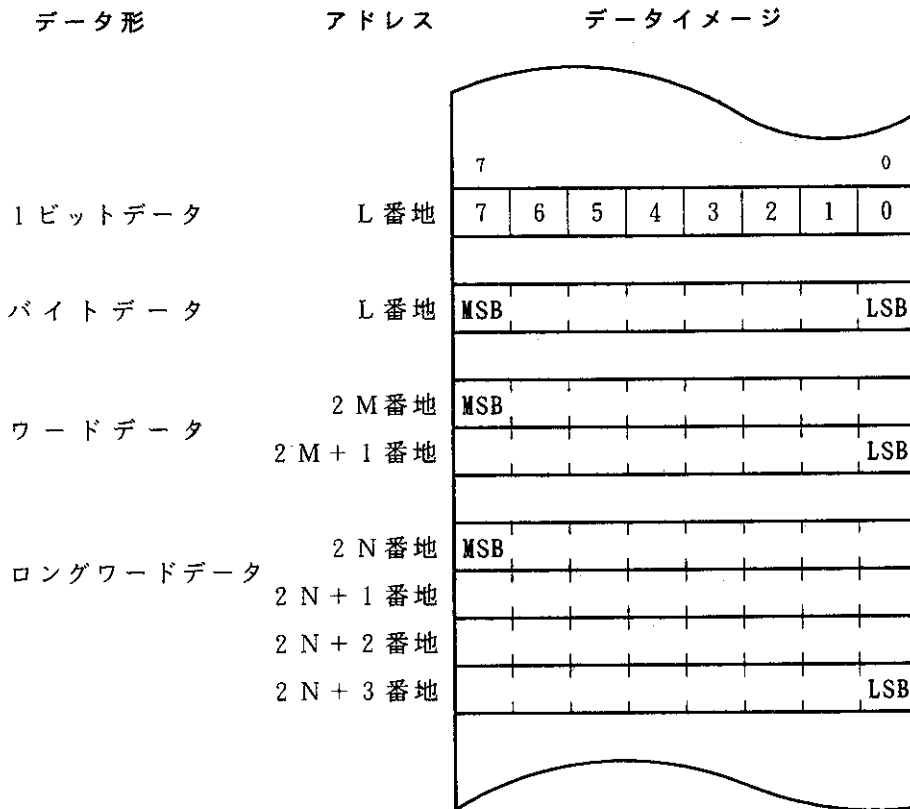 データ形 アドレス データイメージ
7 0
1ビットデータ L番地 7 6 5 4 3 2 1 0
バイトデータ L番地 MSB LSB
2M番地 MSB
ワードデータ
2M+1番地 LSB
2N番地 MSB
ロングワードデータ
2N+1番地
2N+2番地
2N+3番地 LSB